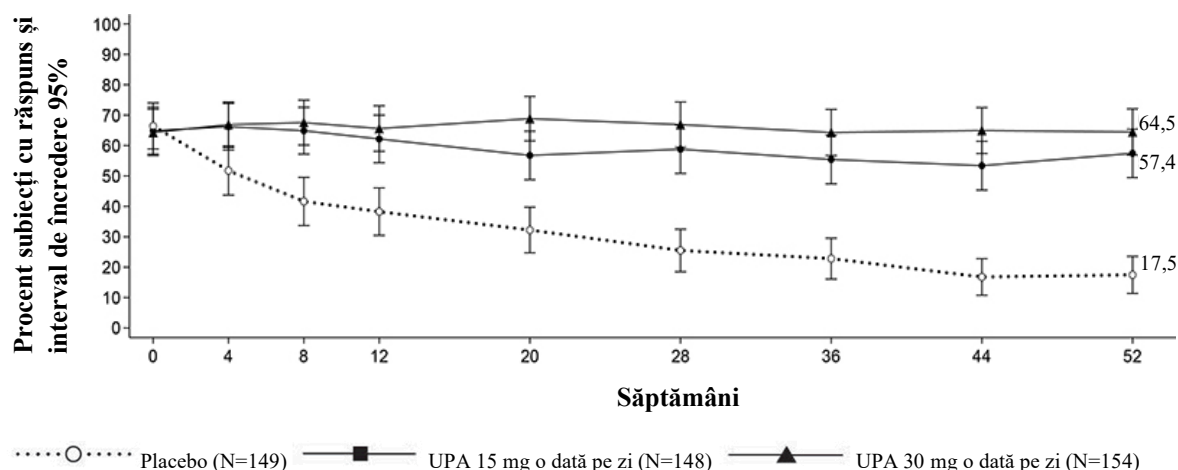 Procent subiecți cu răspuns și
interval de încredere 95%
100
90
80
70
60
50
40
30
20
10
0
64,5
57,4
17,5
0 4 8 12 20 28 36 44 52
Săptămâni
Placebo (N=149) UPA 15 mg o dată pe zi (N=148) UPA 30 mg o dată pe zi (N=154)